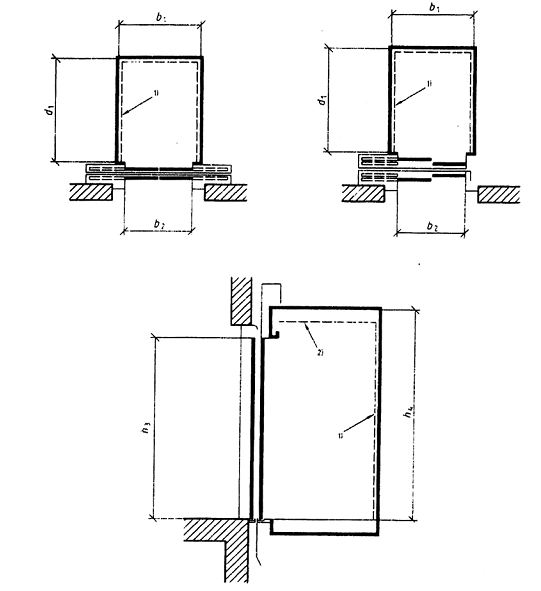 b₁
b₁
d₁
1)
d₁
1)
b₂
b₂
2)
h₃
1)
h₄